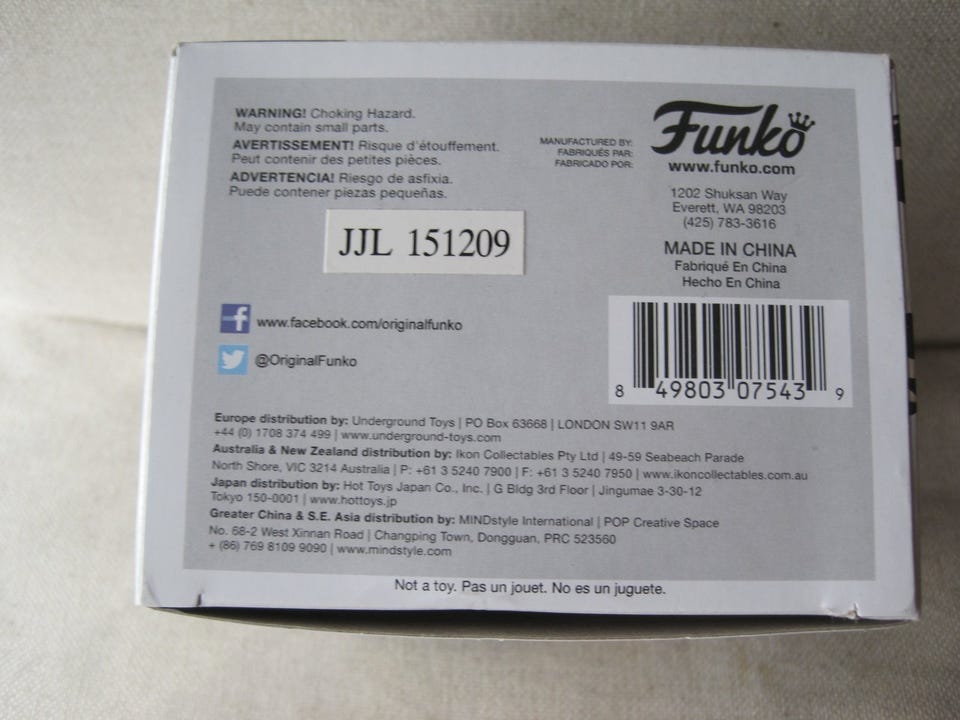 WARNING! Choking Hazard.
May contain small parts.
AVERTISSEMENT! Risque d'étouffement.
Peut contenir des petites pièces.
ADVERTENCIA! Riesgo de asfixia.
Puede contener piezas pequeñas.
JJL 151209
MANUFACTURED BY:
FABRIQUÉS PAR:
FABRICADO POR:
Funko
www.funko.com
1202 Shuksan Way
Everett, WA 98203
(425) 783-3616
MADE IN CHINA
Fabriqué En China
Hecho En China
www.facebook.com/originalfunko
@OriginalFunko
8 49803 07543 9
Europe distribution by: Underground Toys | PO Box 63668 | LONDON SW11 9AR
+44 (0) 1708 374 499 | www.underground-toys.com
Australia & New Zealand distribution by: Ikon Collectables Pty Ltd | 49-59 Seabeach Parade
North Shore, VIC 3214 Australia | P: +61 3 5240 7900 | F: +61 3 5240 7950 | www.ikoncollectables.com.au
Japan distribution by: Hot Toys Japan Co., Inc. | G Bldg 3rd Floor | Jingumae 3-30-12
Tokyo 150-0001 | www.hottoys.jp
Greater China & S.E. Asia distribution by: MINDstyle International | POP Creative Space
No. 68-2 West Xinnan Road | Changping Town, Dongguan, PRC 523560
+ (86) 769 8109 9090 | www.mindstyle.com
Not a toy. Pas un jouet. No es un juguete.